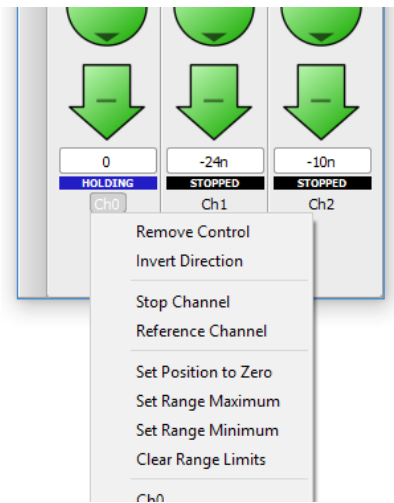 0 -24n -10n
HOLDING STOPPED STOPPED
Ch0 Ch1 Ch2
Remove Control
Invert Direction
Stop Channel
Reference Channel
Set Position to Zero
Set Range Maximum
Set Range Minimum
Clear Range Limits
Ch0